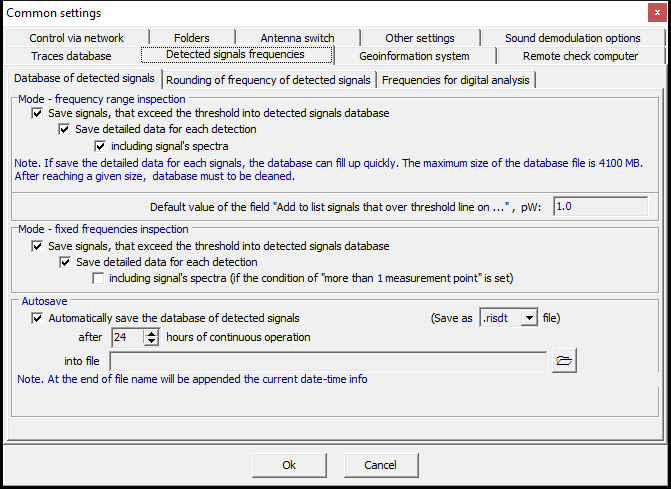 Common settings
Control via network
Folders
Antenna switch
Other settings
Sound demodulation options
Traces database
Detected signals frequencies
Geoinformation system
Remote check computer
Database of detected signals
Rounding of frequency of detected signals
Frequencies for digital analysis
Mode - frequency range inspection
Save signals, that exceed the threshold into detected signals database
Save detailed data for each detection
including signal's spectra
Note. If save the detailed data for each signals, the database can fill up quickly. The maximum size of the database file is 4100 MB.
After reaching a given size, database must to be cleaned.
Default value of the field "Add to list signals that over threshold line on ..." , pW: 1.0
Mode - fixed frequencies inspection
Save signals, that exceed the threshold into detected signals database
Save detailed data for each detection
including signal's spectra (if the condition of "more than 1 measurement point" is set)
Autosave
Automatically save the database of detected signals (Save as .risdt file)
after 24 hours of continuous operation
into file
Note. At the end of file name will be appended the current date-time info
Ok
Cancel